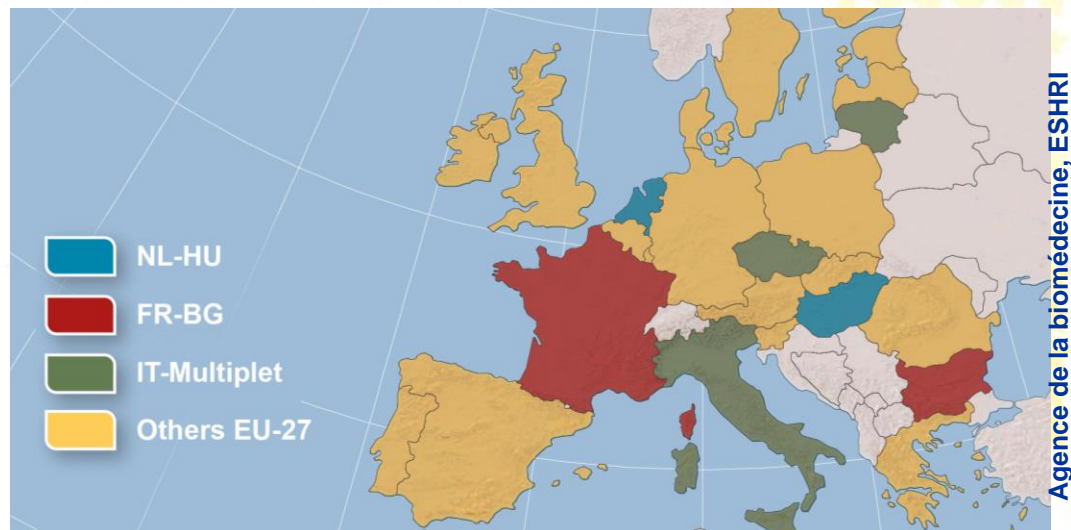 NL-HU
FR-BG
IT-Multiplet
Others EU-27
Agence de la biomédecine, ESHRI